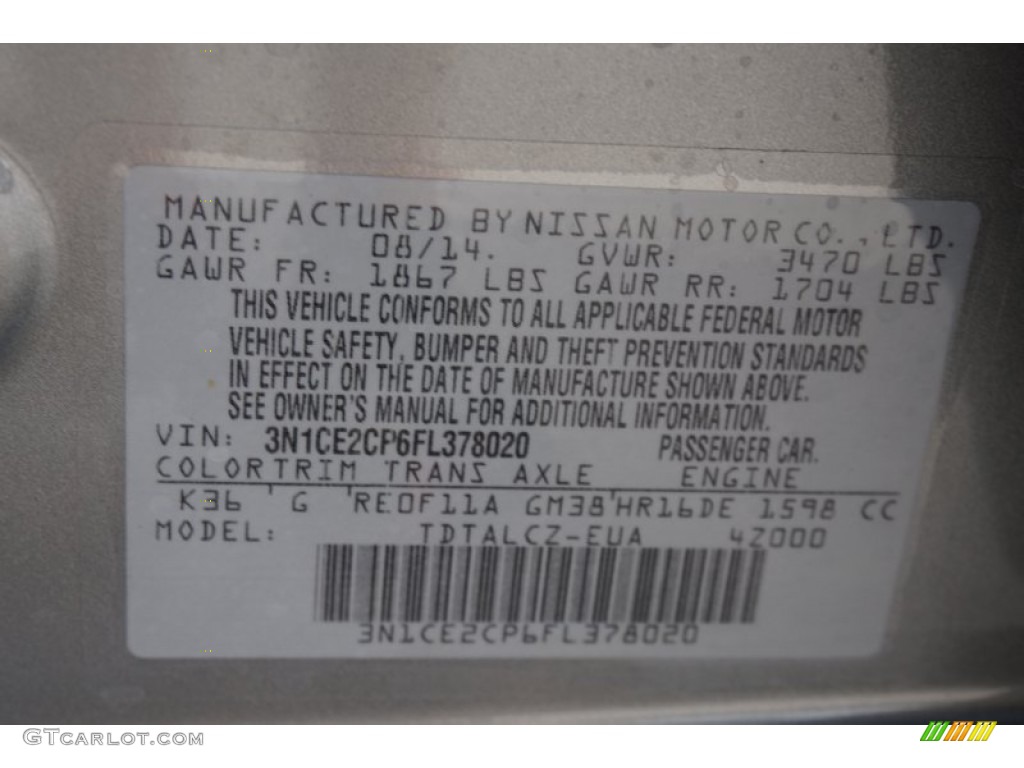 MANUFACTURED BY NISSAN MOTOR CO., LTD.
DATE: 08/14. GVWR: 3470 LBS
GAWR FR: 1867 LBS GAWR RR: 1704 LBS
THIS VEHICLE CONFORMS TO ALL APPLICABLE FEDERAL MOTOR
VEHICLE SAFETY, BUMPER AND THEFT PREVENTION STANDARDS
IN EFFECT ON THE DATE OF MANUFACTURE SHOWN ABOVE.
SEE OWNER'S MANUAL FOR ADDITIONAL INFORMATION.
VIN: 3N1CE2CP6FL378020 PASSENGER CAR.
COLOR TRIM TRANS AXLE ENGINE
K36 G RE0F11A GM38 HR16DE 1598 CC
MODEL: TDTALCZ-EUA 4Z000
3N1CE2CP6FL378020
GTCarlot.com